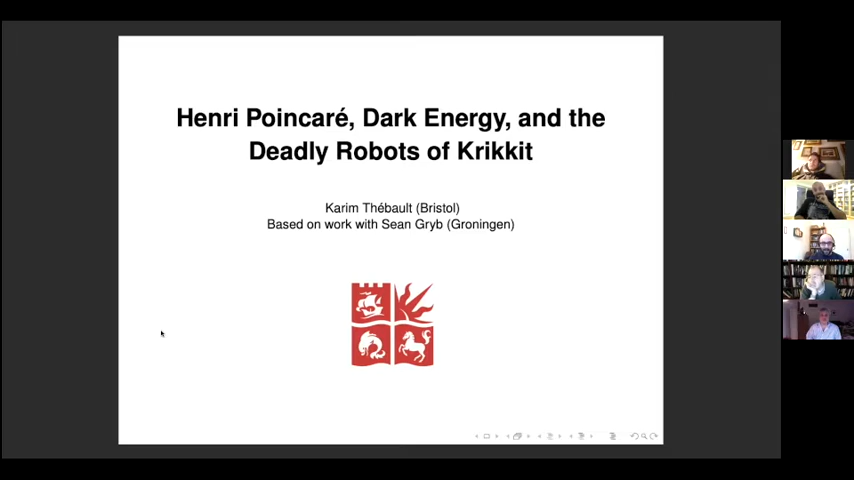 Henri Poincaré, Dark Energy, and the
Deadly Robots of Krikkit
Karim Thébault (Bristol)
Based on work with Sean Gryb (Groningen)